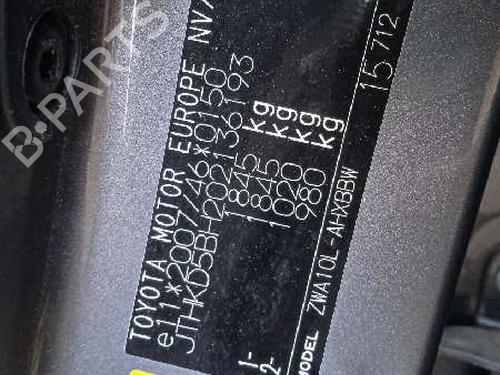 TOYOTA MOTOR EUROPE NV/
e11*2007/46*0150
JTHKD5BH202136193
1845 kg
1845 kg
1- 1020 kg
2- 980 kg
MODEL ZWA10L-AHXBBW
15712
B-PARTS